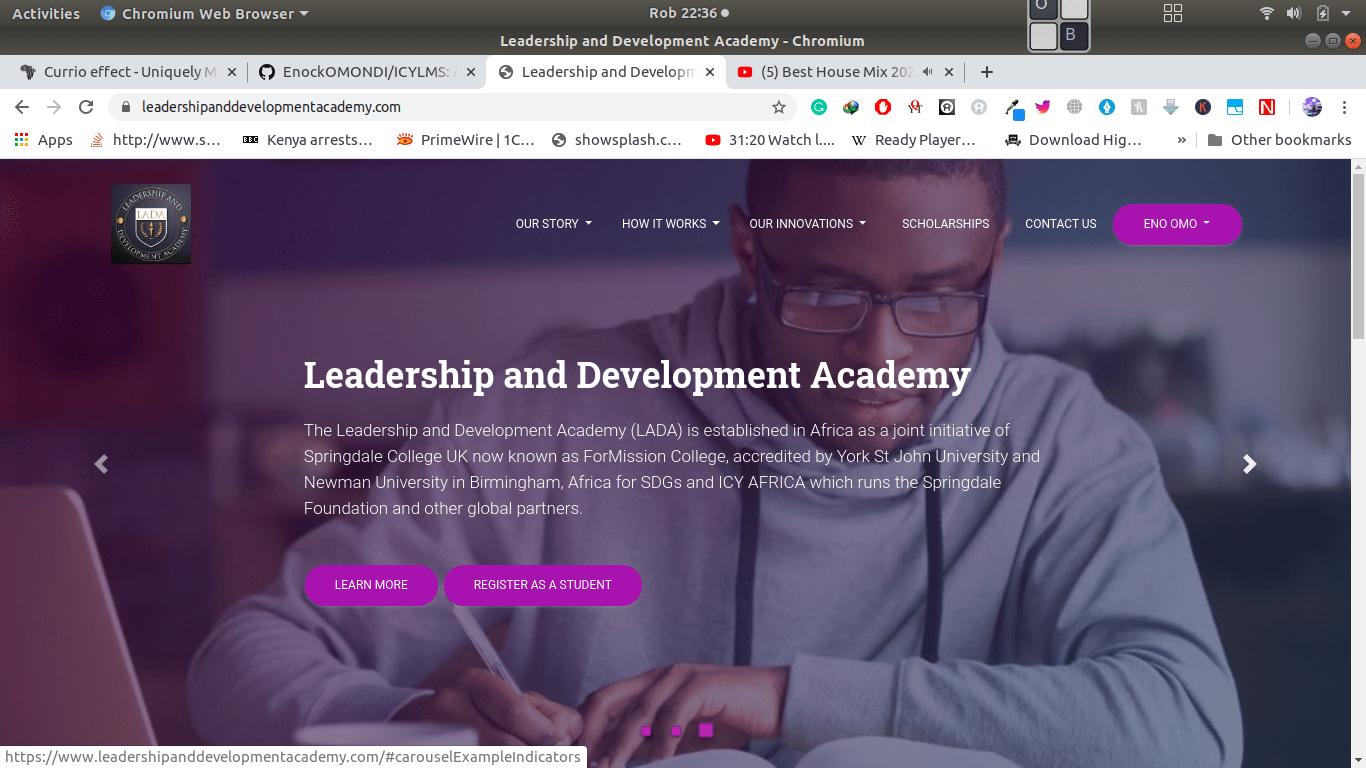 Activities
Chromium Web Browser
Rob 22:36
O
B
Leadership and Development Academy - Chromium
Currio effect - Uniquely M
EnockOMONDI/ICYLMS:
Leadership and Developm
(5) Best House Mix 202
leadershipanddevelopmentacademy.com
Apps
http://www.s...
Kenya arrests...
PrimeWire | 1C...
showsplash.c...
31:20 Watch l....
Ready Player...
Download Hig...
»
Other bookmarks
LEADERSHIP AND
LADA
DEVELOPMENT ACADEMY
OUR STORY
HOW IT WORKS
OUR INNOVATIONS
SCHOLARSHIPS
CONTACT US
ENO OMO
Leadership and Development Academy
The Leadership and Development Academy (LADA) is established in Africa as a joint initiative of
Springdale College UK now known as ForMission College, accredited by York St John University and
Newman University in Birmingham, Africa for SDGs and ICY AFRICA which runs the Springdale
Foundation and other global partners.
LEARN MORE
REGISTER AS A STUDENT
https://www.leadershipanddevelopmentacademy.com/#carouselExampleIndicators